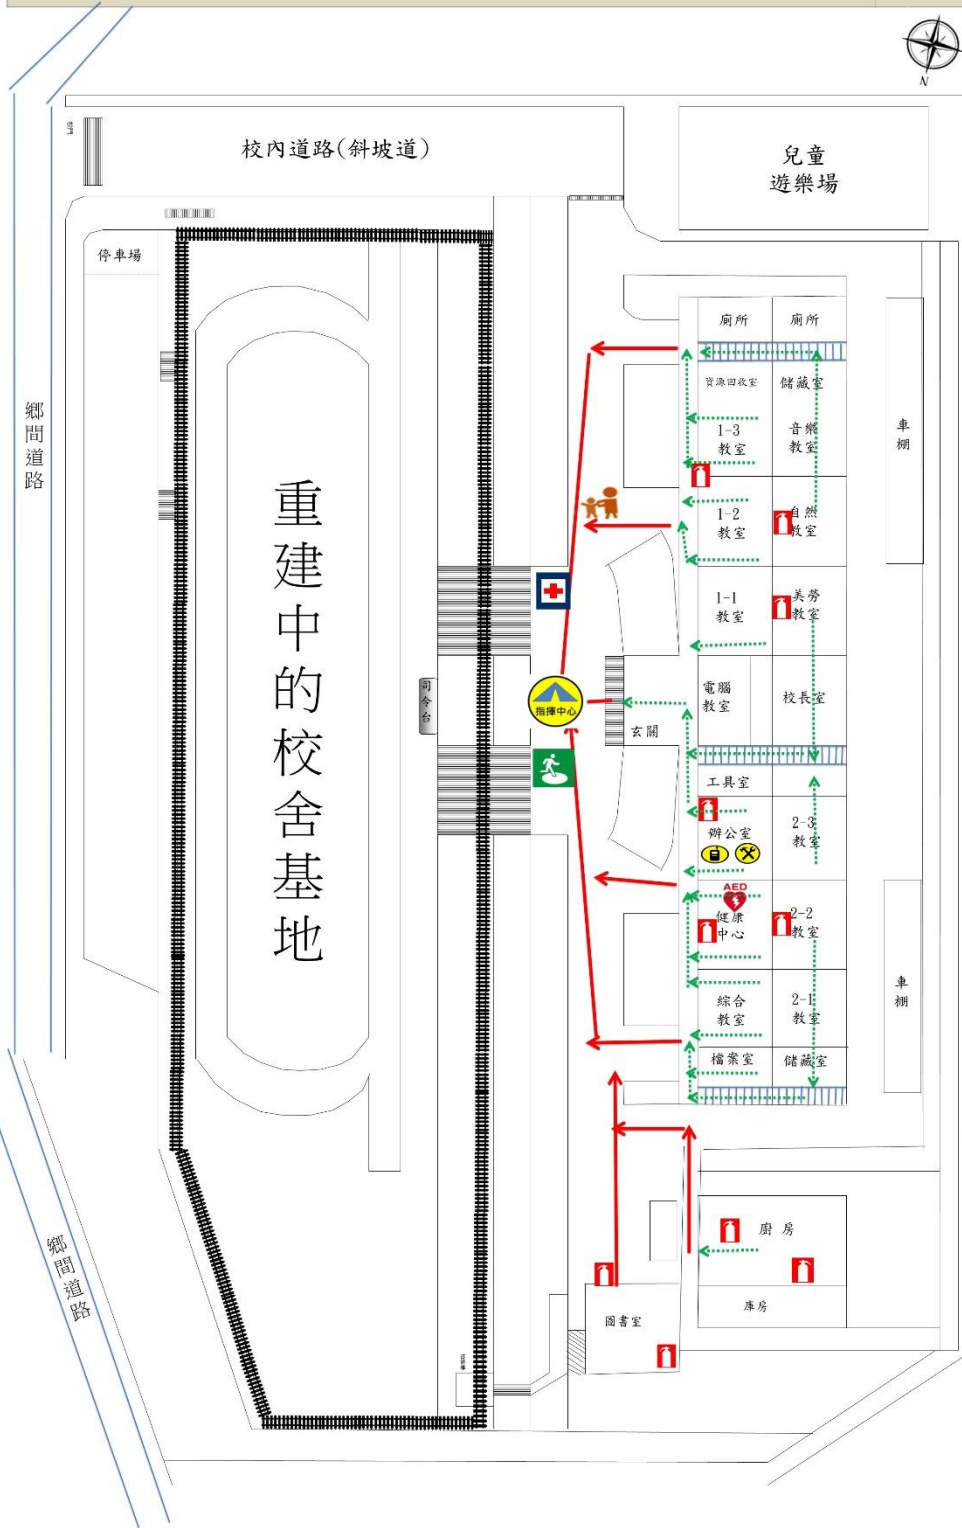 N
校內道路(斜坡道)
兒童
遊樂場
停車場
廁所
廁所
資源回收室
儲藏室
鄉間道路
1-3
教室
音樂
教室
車棚
1-2
教室
自然
教室
重建中的校舍基地
1-1
教室
美勞
教室
司令台
指揮中心
玄關
電腦
教室
校長室
工具室
辦公室
2-3
教室
AED
健康
中心
2-2
教室
綜合
教室
2-1
教室
車棚
檔案室
儲藏室
鄉間道路
廚房
庫房
圖書室